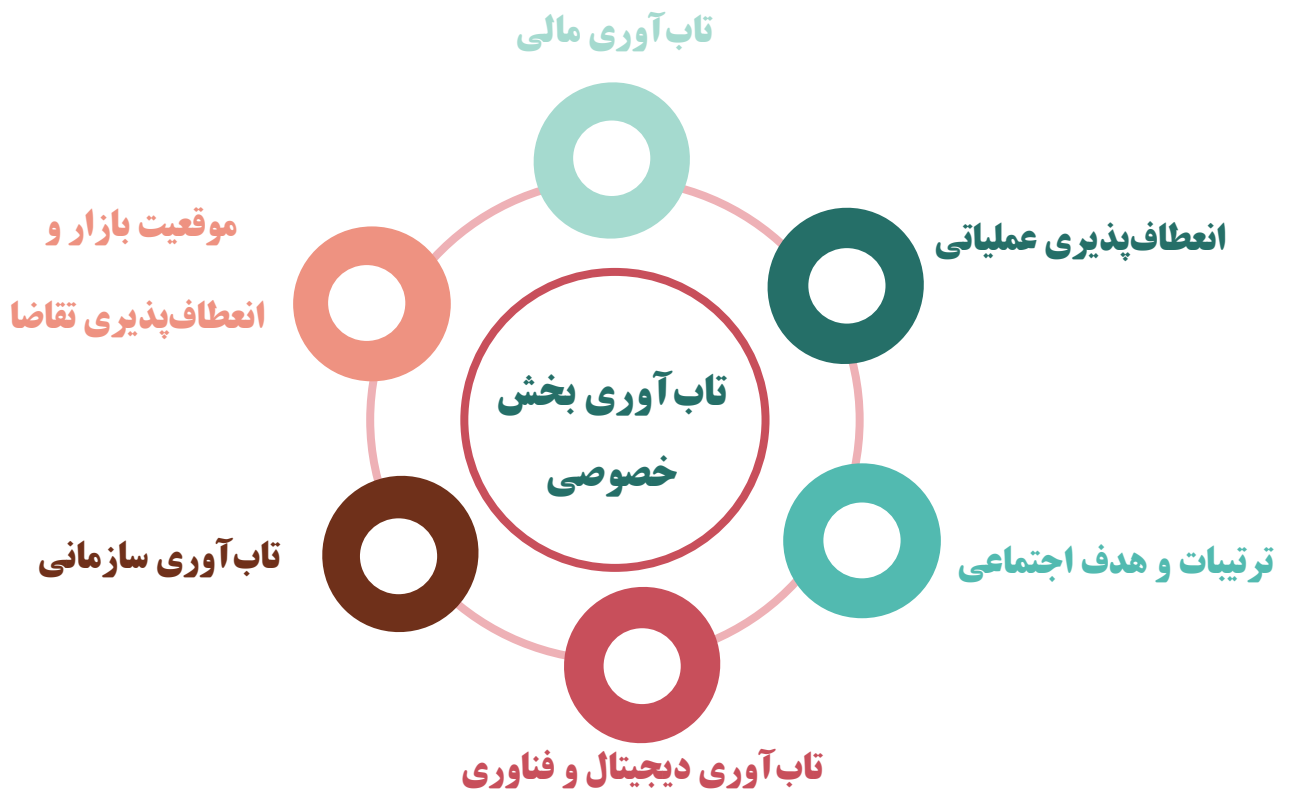 تاب‌آوری مالی
انعطاف‌پذیری عملیاتی
موقعیت بازار و
انعطاف‌پذیری تقاضا
تاب‌آوری بخش
خصوصی
ترتیبات و هدف اجتماعی
تاب‌آوری سازمانی
تاب‌آوری دیجیتال و فناوری